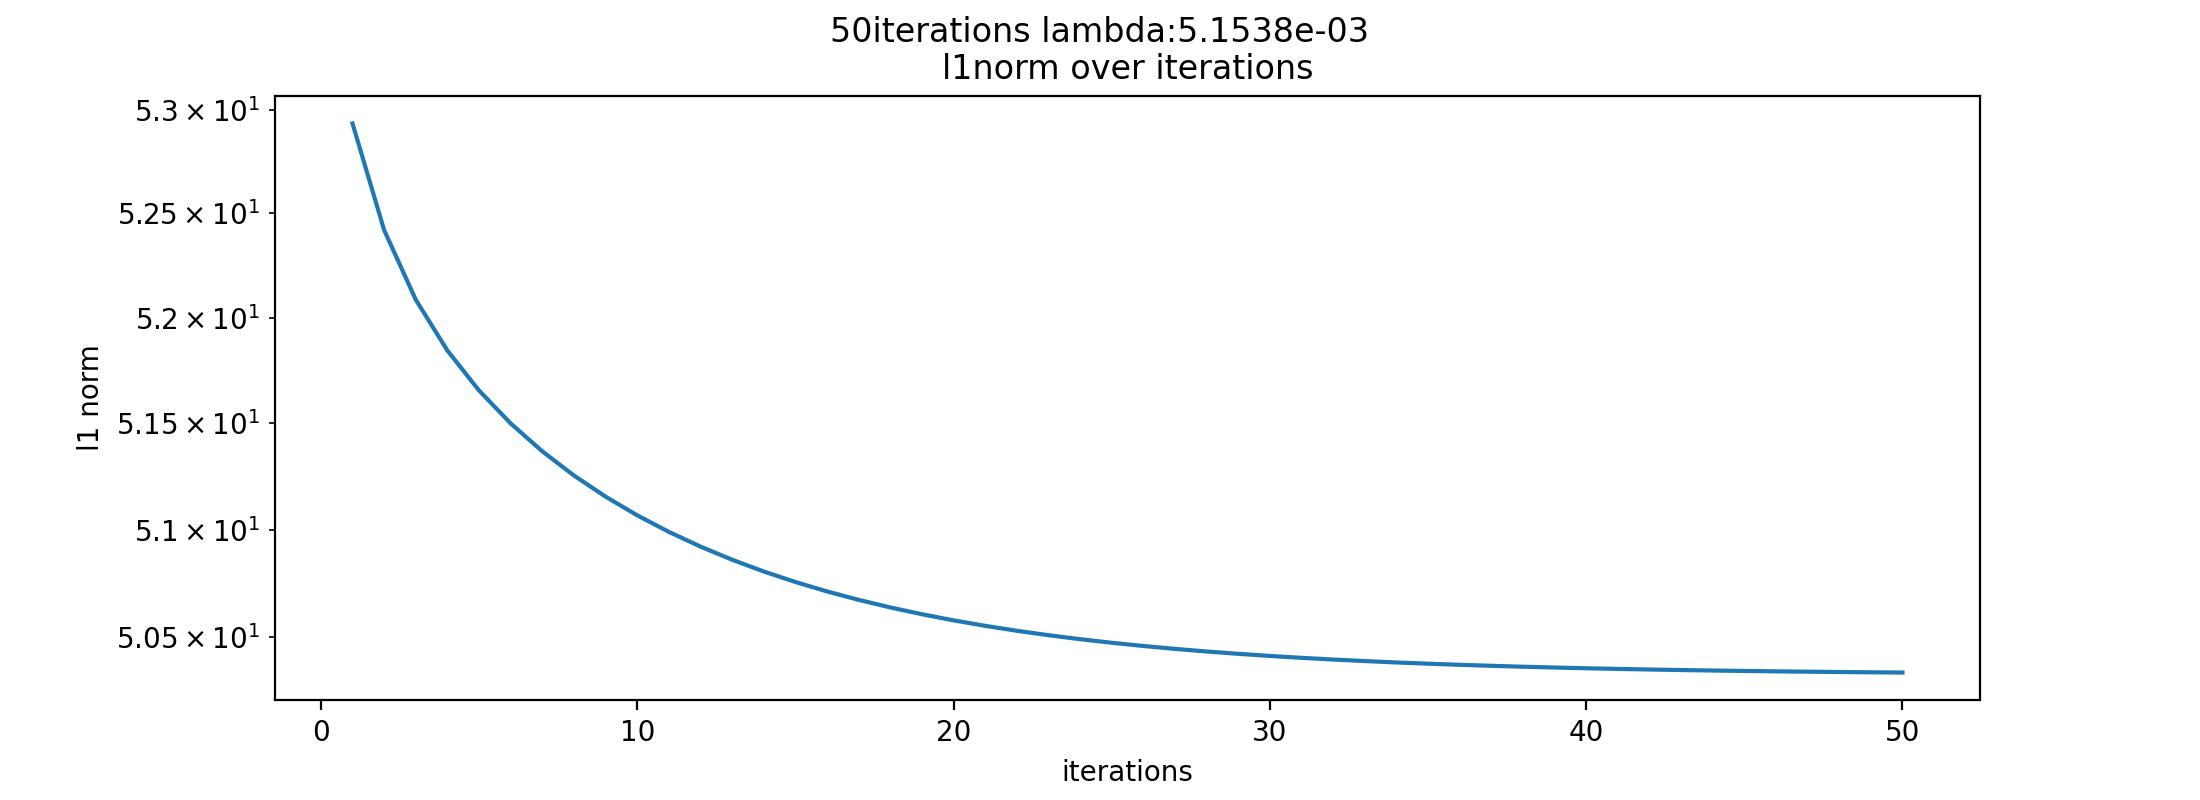 50iterations lambda:5.1538e-03
l1norm over iterations
5.3 × 10¹
5.25 × 10¹
5.2 × 10¹
5.15 × 10¹
5.1 × 10¹
5.05 × 10¹
l1 norm
0 10 20 30 40 50
iterations